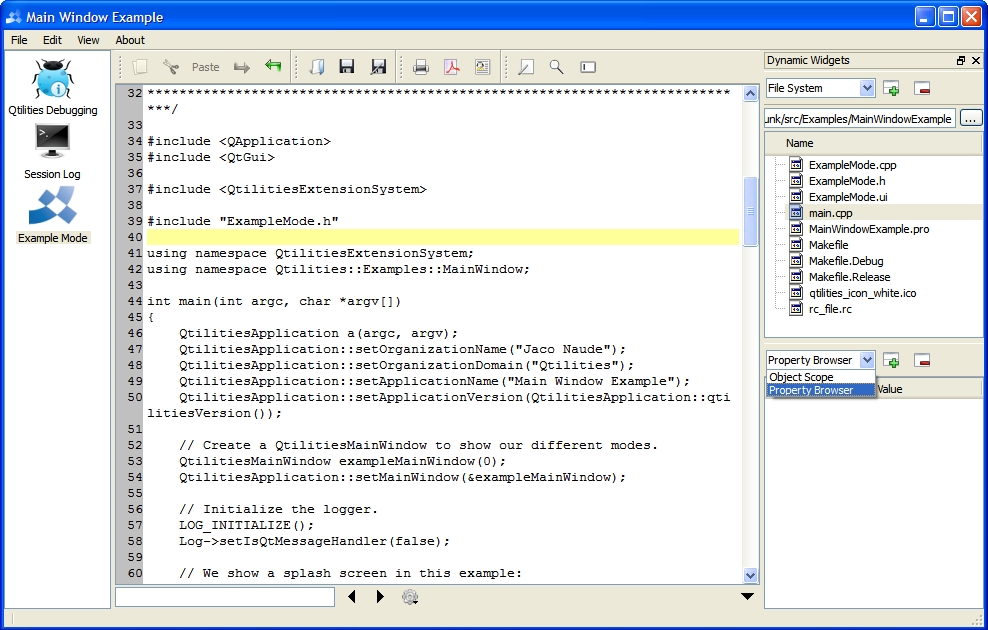 Main Window Example
File Edit View About
Qtilities Debugging
Session Log
Example Mode
Paste
32 *************************************************************************
***/
33
34 #include <QApplication>
35 #include <QtGui>
36
37 #include <QtilitiesExtensionSystem>
38
39 #include "ExampleMode.h"
40
41 using namespace QtilitiesExtensionSystem;
42 using namespace Qtilities::Examples::MainWindow;
43
44 int main(int argc, char *argv[])
45 {
46     QtilitiesApplication a(argc, argv);
47     QtilitiesApplication::setOrganizationName("Jaco Naude");
48     QtilitiesApplication::setOrganizationDomain("Qtilities");
49     QtilitiesApplication::setApplicationName("Main Window Example");
50     QtilitiesApplication::setApplicationVersion(QtilitiesApplication::qti
litiesVersion());
51
52     // Create a QtilitiesMainWindow to show our different modes.
53     QtilitiesMainWindow exampleMainWindow(0);
54     QtilitiesApplication::setMainWindow(&exampleMainWindow);
55
56     // Initialize the logger.
57     LOG_INITIALIZE();
58     Log->setIsQtMessageHandler(false);
59
60     // We show a splash screen in this example:
Dynamic Widgets
File System
unk/src/Examples/MainWindowExample ...
Name
ExampleMode.cpp
ExampleMode.h
ExampleMode.ui
main.cpp
MainWindowExample.pro
Makefile
Makefile.Debug
Makefile.Release
qtilities_icon_white.ico
rc_file.rc
Property Browser
Object Scope
Property Browser
Value